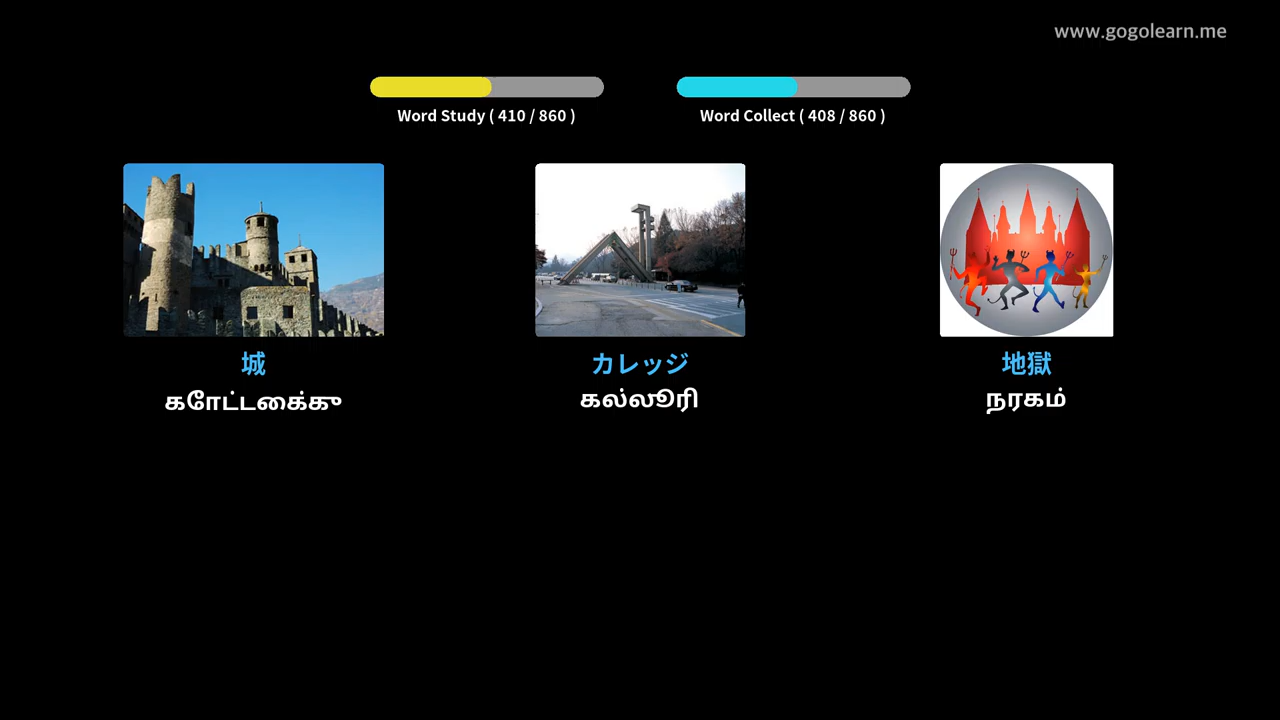 www.gogolearn.me
Word Study ( 410 / 860 )
Word Collect ( 408 / 860 )
城
カレッジ
地獄
கோட்டைக்கு
கல்லூரி
நரகம்